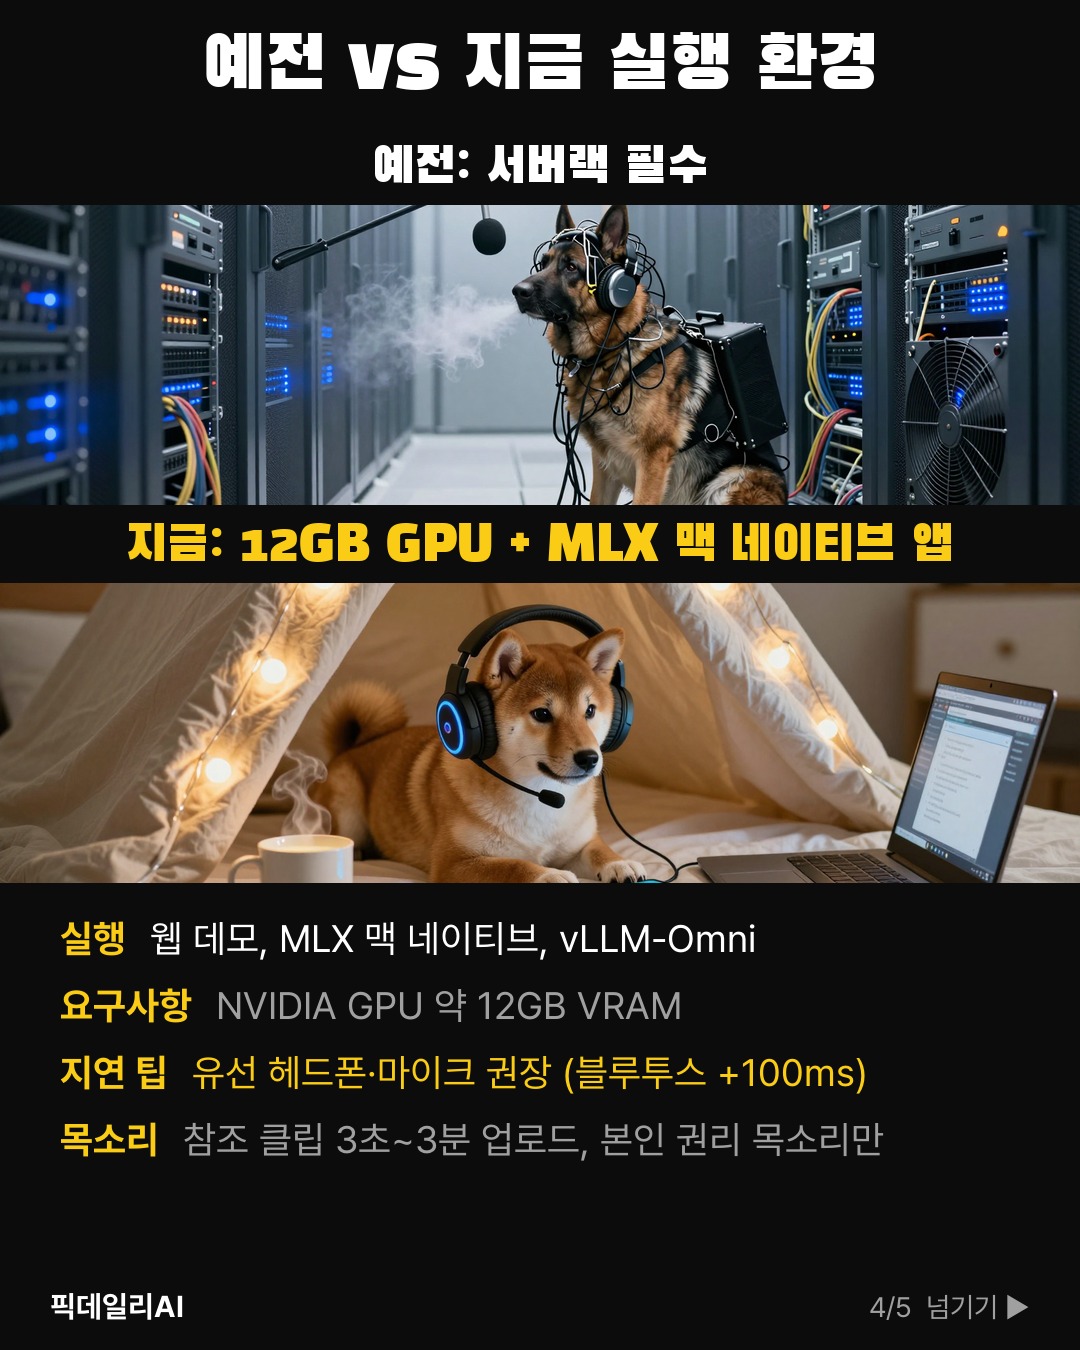 예전 vs 지금 실행 환경
예전: 서버랙 필수
지금: 12GB GPU + MLX 맥 네이티브 앱
실행 웹 데모, MLX 맥 네이티브, vLLM-Omni
요구사항 NVIDIA GPU 약 12GB VRAM
지연 팁 유선 헤드폰·마이크 권장 (블루투스 +100ms)
목소리 참조 클립 3초~3분 업로드, 본인 권리 목소리만
픽데일리AI
4/5 넘기기 ▶